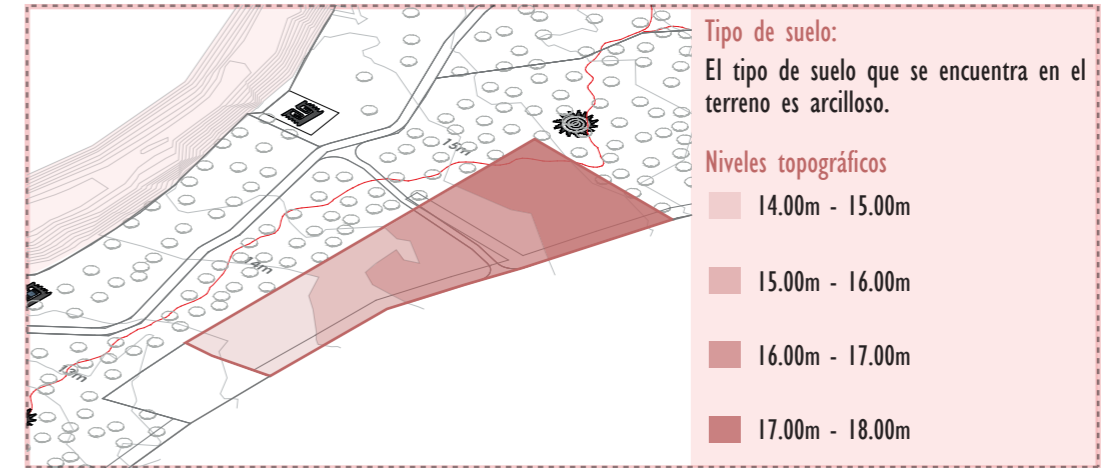 Tipo de suelo:
El tipo de suelo que se encuentra en el
terreno es arcilloso.
Niveles topográficos
14.00m - 15.00m
15.00m - 16.00m
16.00m - 17.00m
17.00m - 18.00m
15m
14m
13m